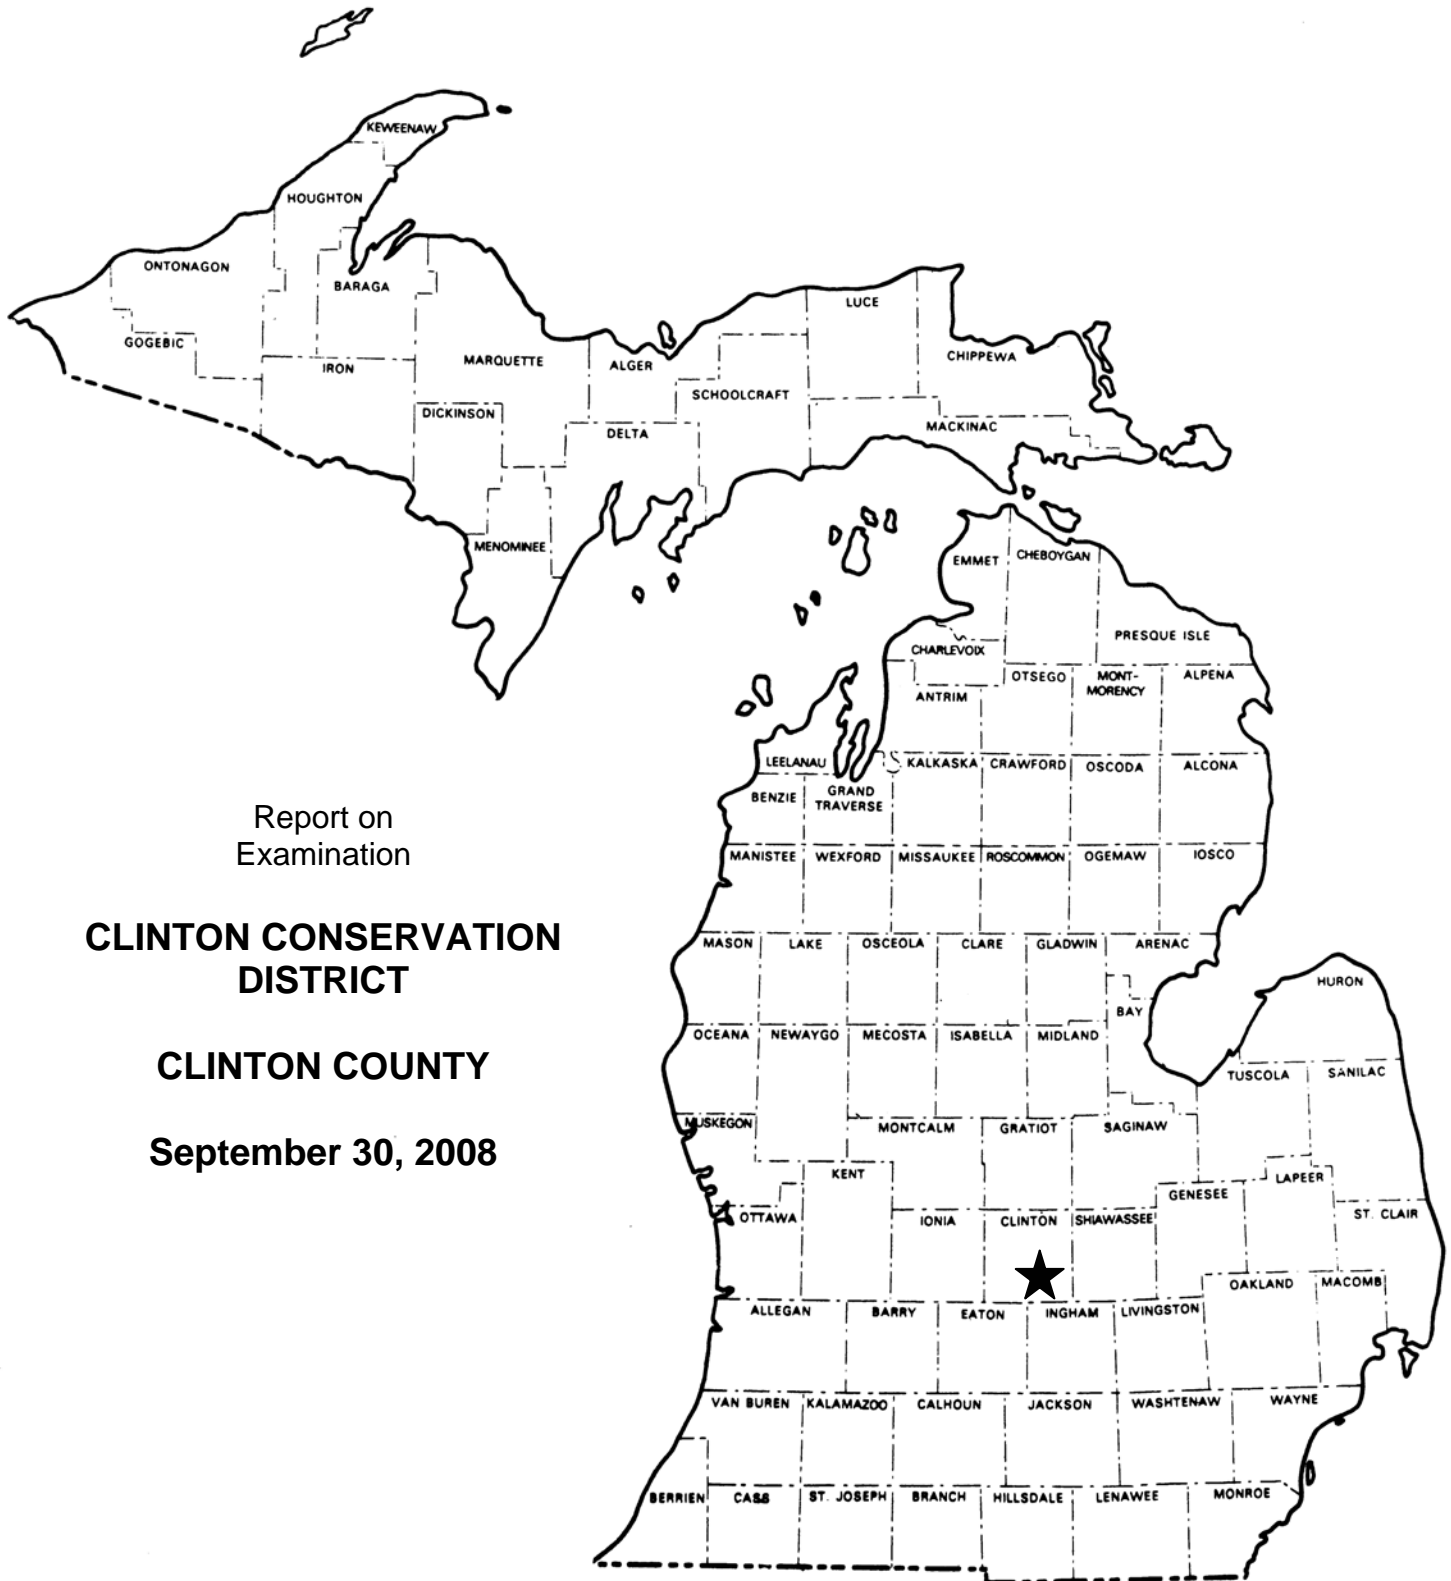 KEWEENAW
HOUGHTON
ONTONAGON
BARAGA
GOGEBIC
IRON
MARQUETTE
ALGER
LUCE
CHIPPEWA
SCHOOLCRAFT
DICKINSON
DELTA
MACKINAC
MENOMINEE
EMMET
CHEBOYGAN
PRESQUE ISLE
CHARLEVOIX
ANTRIM
OTSEGO
MONT-
MORENCY
ALPENA
LEELANAU
KALKASKA
CRAWFORD
OSCODA
ALCONA
BENZIE
GRAND
TRAVERSE
Report on
Examination
CLINTON CONSERVATION
DISTRICT
CLINTON COUNTY
September 30, 2008
MANISTEE
WEXFORD
MISSAUKEE
ROSCOMMON
OGEMAW
IOSCO
MASON
LAKE
OSCEOLA
CLARE
GLADWIN
ARENAC
HURON
BAY
OCEANA
NEWAYGO
MECOSTA
ISABELLA
MIDLAND
TUSCOLA
SANILAC
MUSKEGON
MONTCALM
GRATIOT
SAGINAW
KENT
GENESEE
LAPEER
OTTAWA
IONIA
CLINTON
SHIAWASSEE
ST. CLAIR
OAKLAND
MACOMB
ALLEGAN
BARRY
EATON
INGHAM
LIVINGSTON
VAN BUREN
KALAMAZOO
CALHOUN
JACKSON
WASHTENAW
WAYNE
BERRIEN
CASS
ST. JOSEPH
BRANCH
HILLSDALE
LENAWEE
MONROE